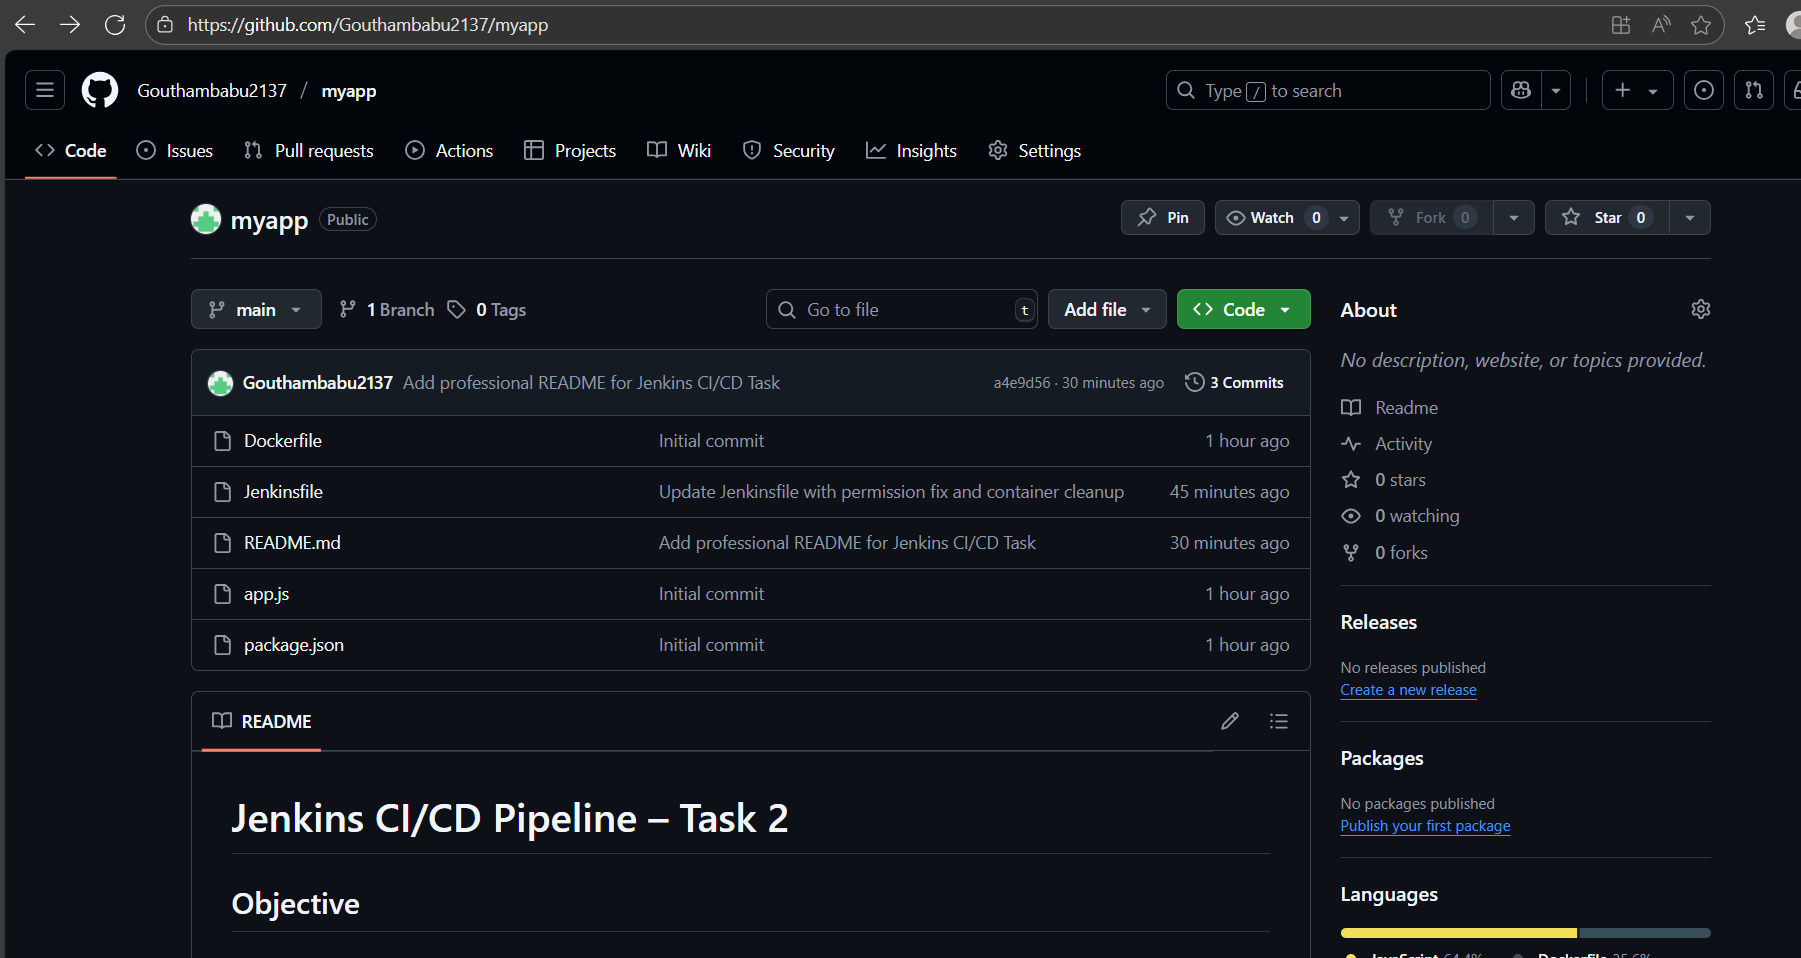 https://github.com/Gouthambabu2137/myapp
Gouthambabu2137 / myapp
Type / to search
Code Issues Pull requests Actions Projects Wiki Security Insights Settings
myapp Public
Pin Watch 0 Fork 0 Star 0
main 1 Branch 0 Tags Go to file t Add file Code
Gouthambabu2137 Add professional README for Jenkins CI/CD Task a4e9d56 · 30 minutes ago 3 Commits
Dockerfile Initial commit 1 hour ago
Jenkinsfile Update Jenkinsfile with permission fix and container cleanup 45 minutes ago
README.md Add professional README for Jenkins CI/CD Task 30 minutes ago
app.js Initial commit 1 hour ago
package.json Initial commit 1 hour ago
README
Jenkins CI/CD Pipeline – Task 2
Objective
About
No description, website, or topics provided.
Readme
Activity
0 stars
0 watching
0 forks
Releases
No releases published
Create a new release
Packages
No packages published
Publish your first package
Languages
JavaScript 64.4% Dockerfile 35.6%